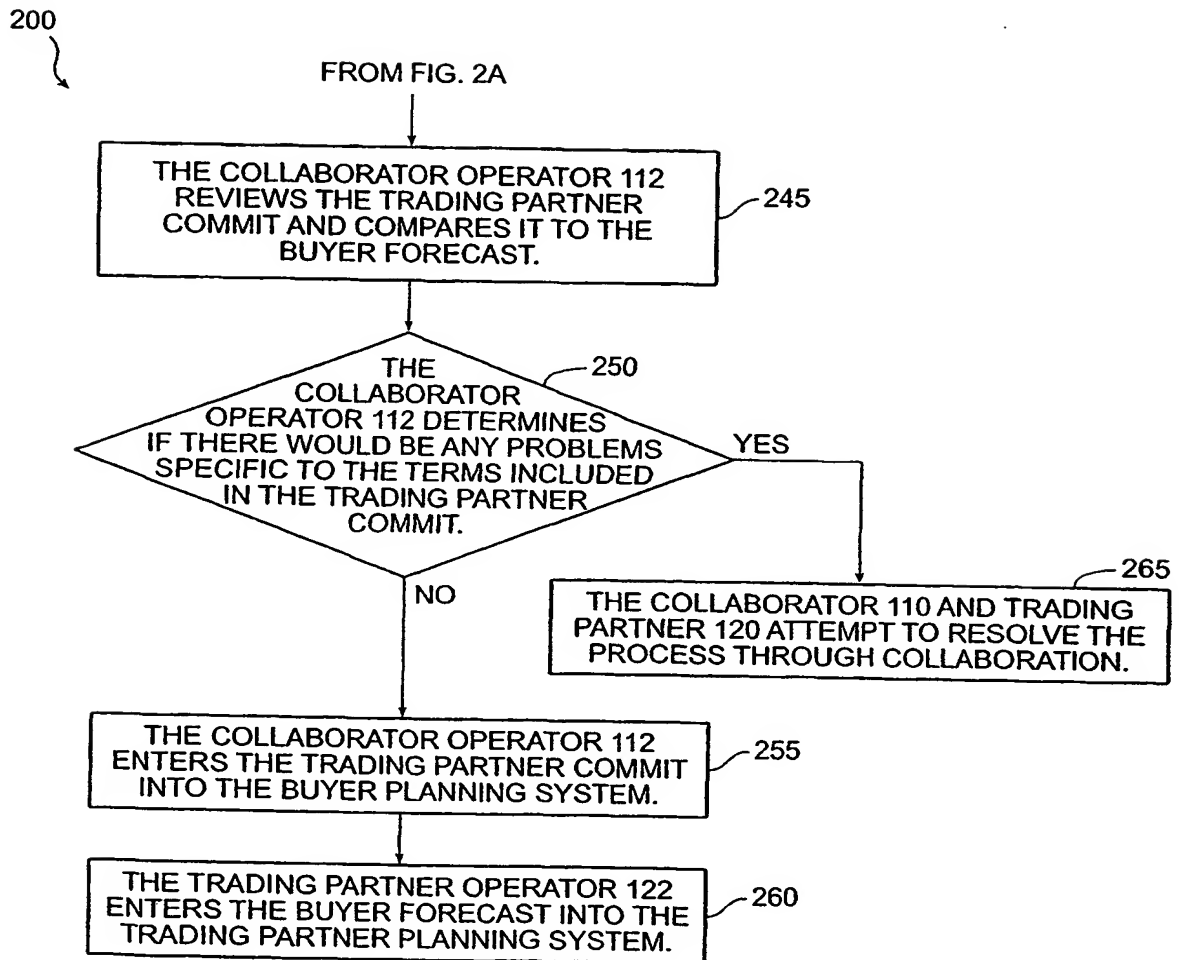 200
FROM FIG. 2A
THE COLLABORATOR OPERATOR 112
REVIEWS THE TRADING PARTNER
COMMIT AND COMPARES IT TO THE
BUYER FORECAST.
245
THE
COLLABORATOR
OPERATOR 112 DETERMINES
IF THERE WOULD BE ANY PROBLEMS
SPECIFIC TO THE TERMS INCLUDED
IN THE TRADING PARTNER
COMMIT.
250
YES
NO
265
THE COLLABORATOR 110 AND TRADING
PARTNER 120 ATTEMPT TO RESOLVE THE
PROCESS THROUGH COLLABORATION.
THE COLLABORATOR OPERATOR 112
ENTERS THE TRADING PARTNER COMMIT
INTO THE BUYER PLANNING SYSTEM.
255
THE TRADING PARTNER OPERATOR 122
ENTERS THE BUYER FORECAST INTO THE
TRADING PARTNER PLANNING SYSTEM.
260